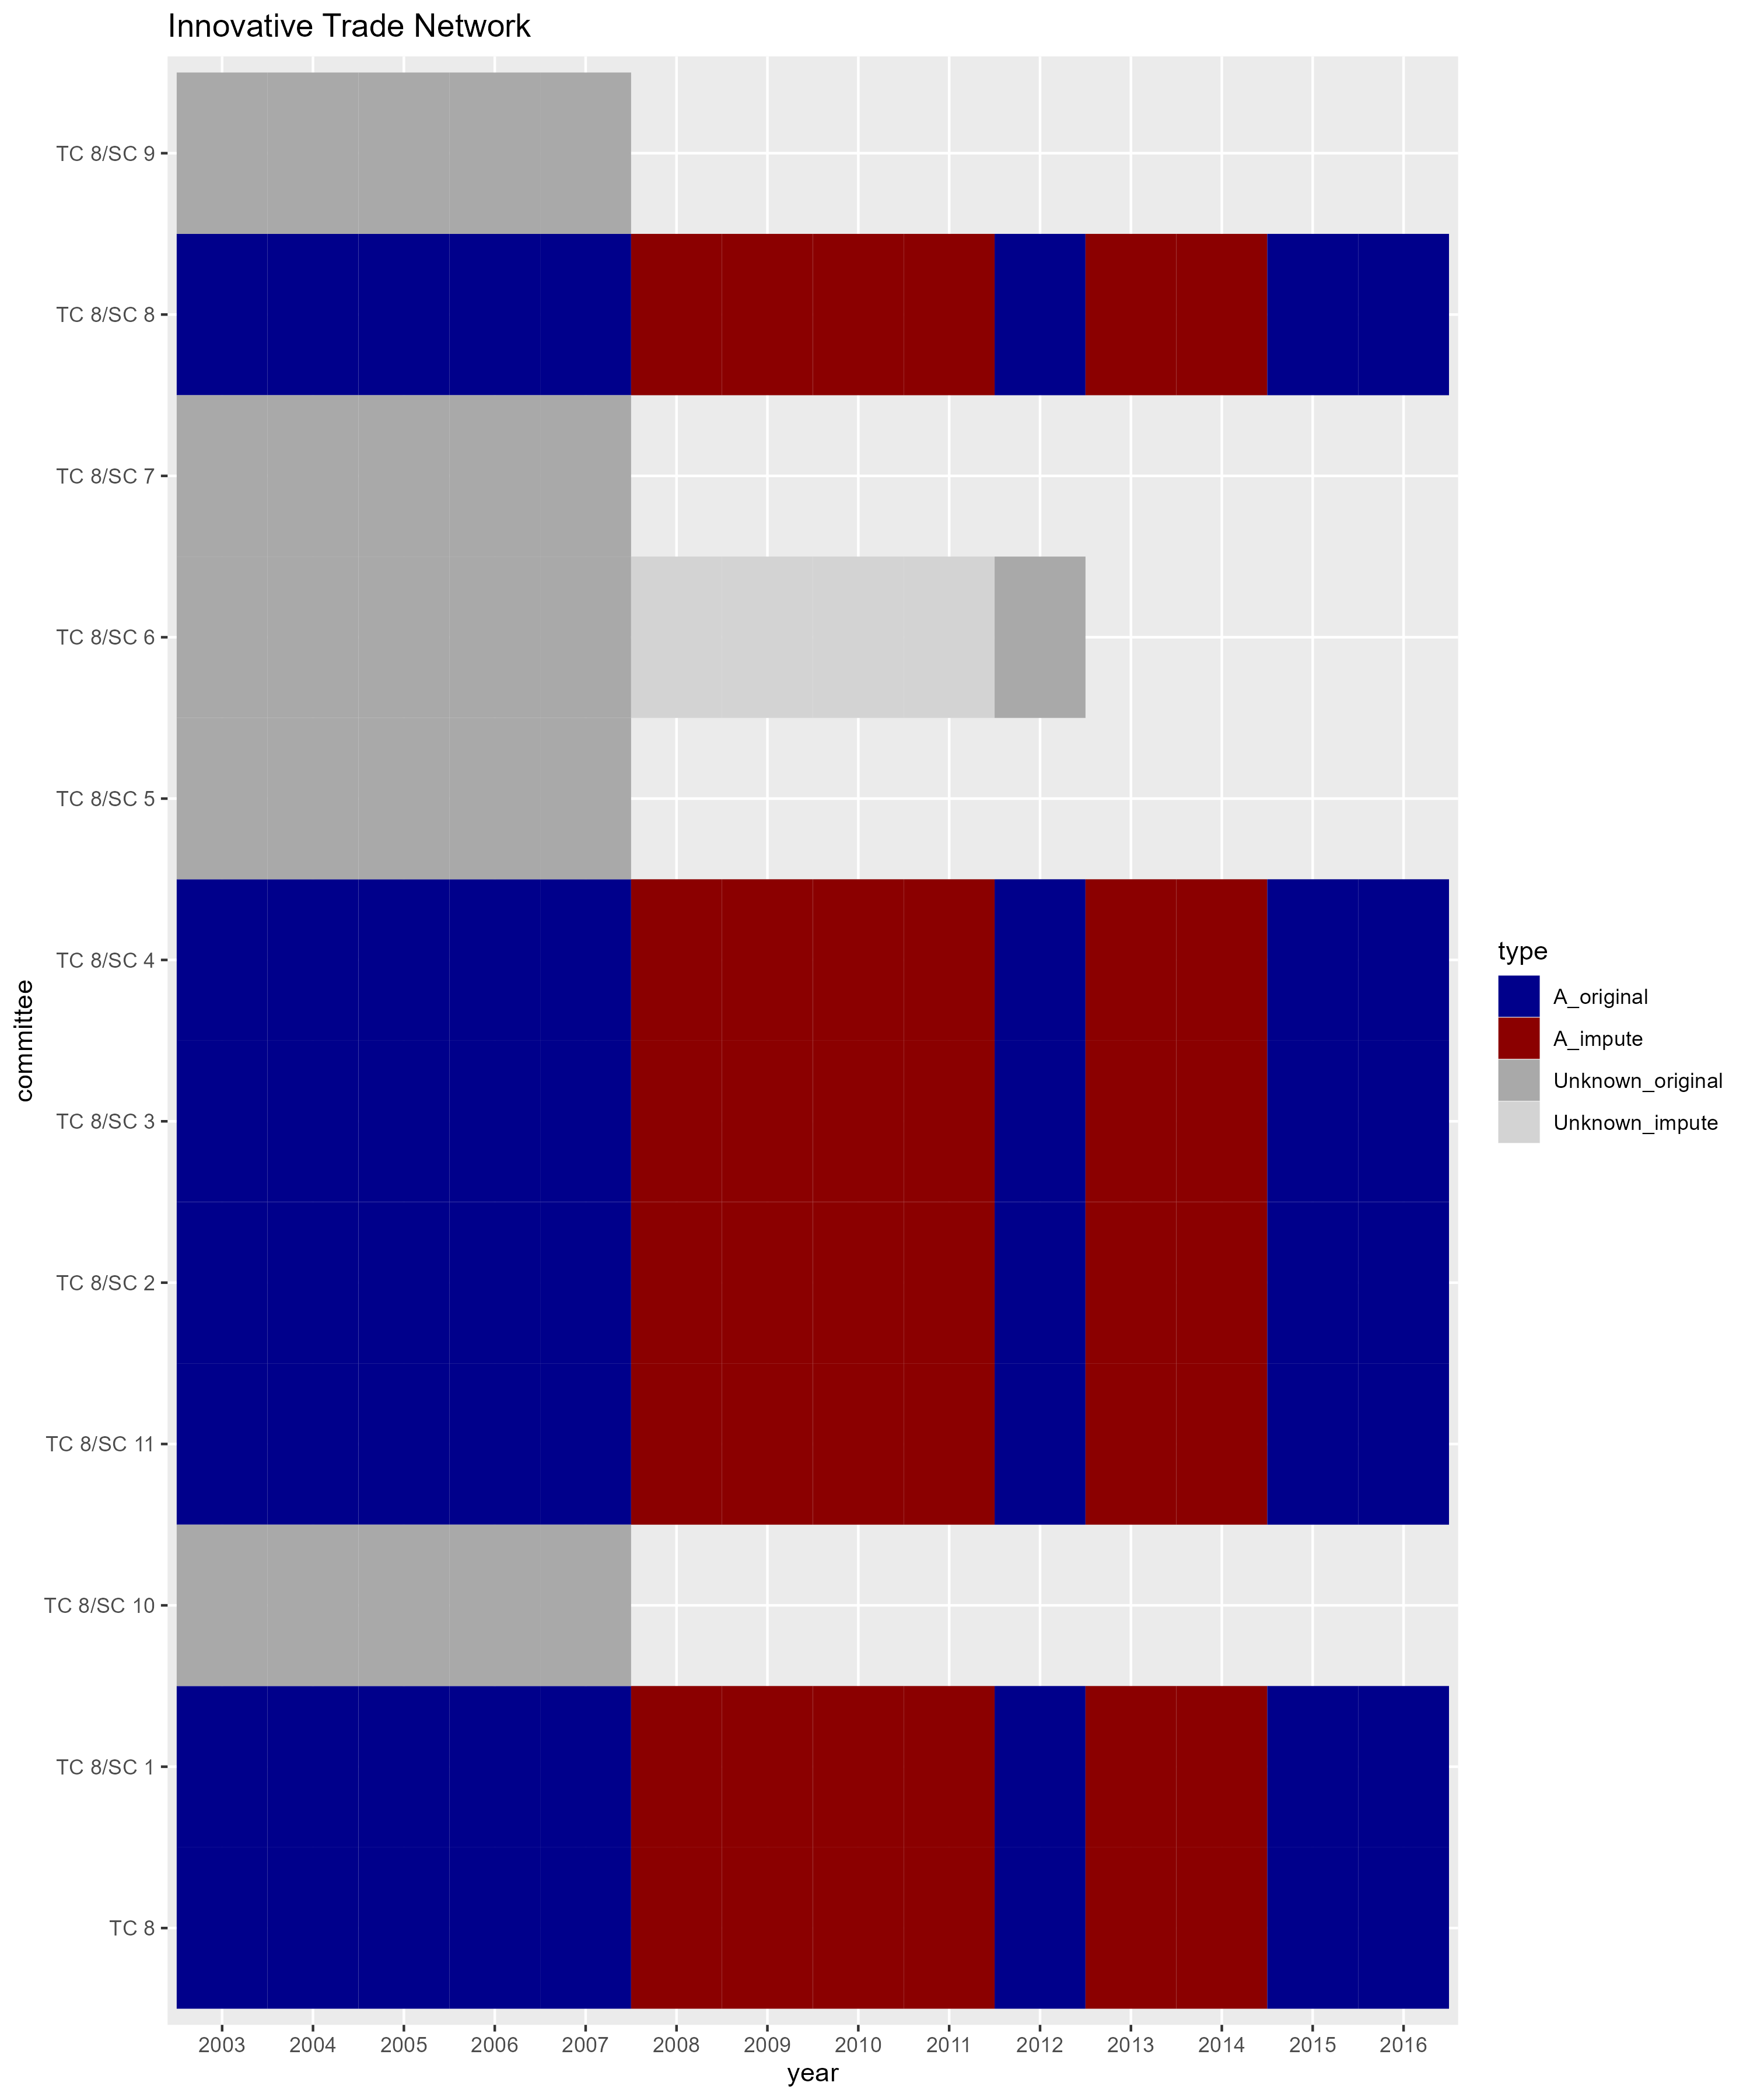 Innovative Trade Network
TC 8/SC 9
TC 8/SC 8
TC 8/SC 7
TC 8/SC 6
TC 8/SC 5
TC 8/SC 4
TC 8/SC 3
TC 8/SC 2
TC 8/SC 11
TC 8/SC 10
TC 8/SC 1
TC 8
committee
2003 2004 2005 2006 2007 2008 2009 2010 2011 2012 2013 2014 2015 2016
year
type
A_original
A_impute
Unknown_original
Unknown_impute